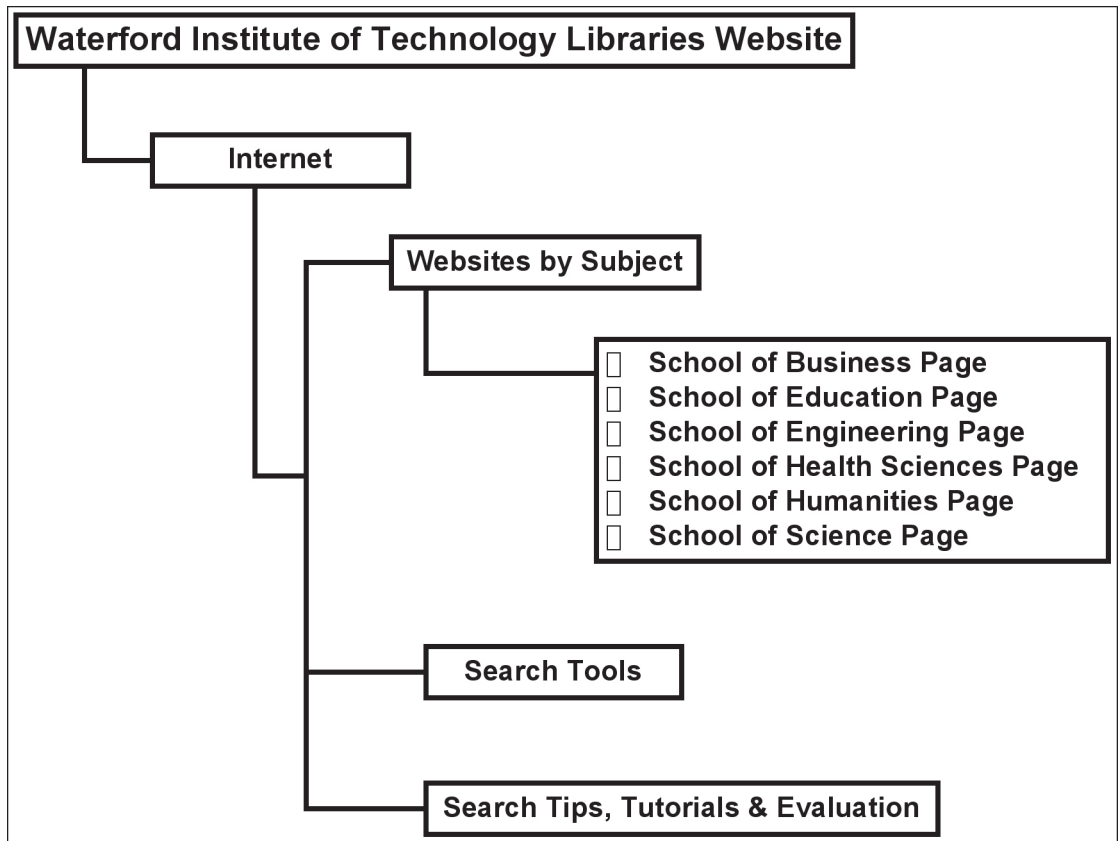 Waterford Institute of Technology Libraries Website
Internet
Websites by Subject
School of Business Page
School of Education Page
School of Engineering Page
School of Health Sciences Page
School of Humanities Page
School of Science Page
Search Tools
Search Tips, Tutorials & Evaluation